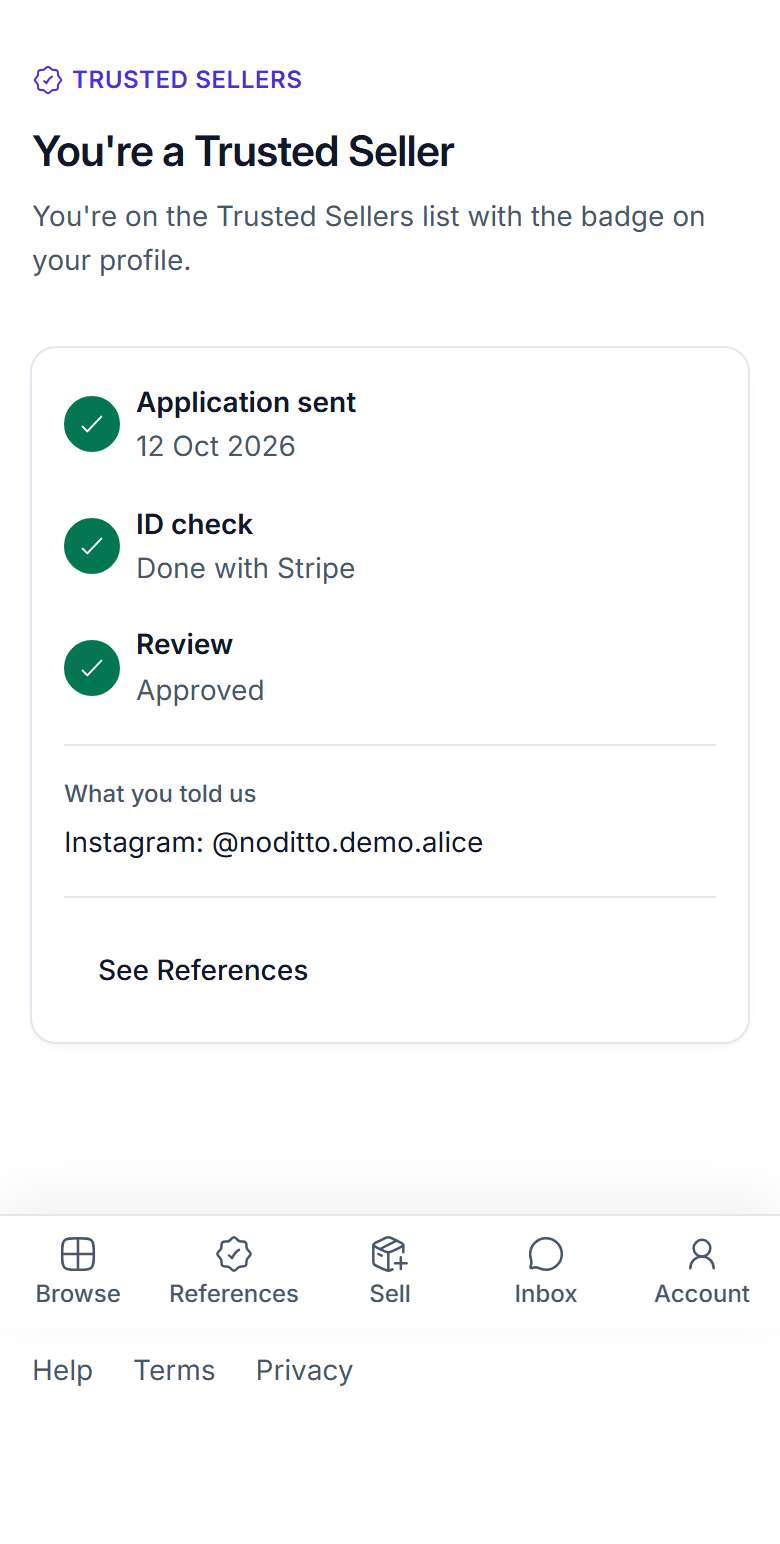 TRUSTED SELLERS
You're a Trusted Seller
You're on the Trusted Sellers list with the badge on
your profile.
Application sent
12 Oct 2026
ID check
Done with Stripe
Review
Approved
What you told us
Instagram: @noditto.demo.alice
See References
Browse
References
Sell
Inbox
Account
Help
Terms
Privacy